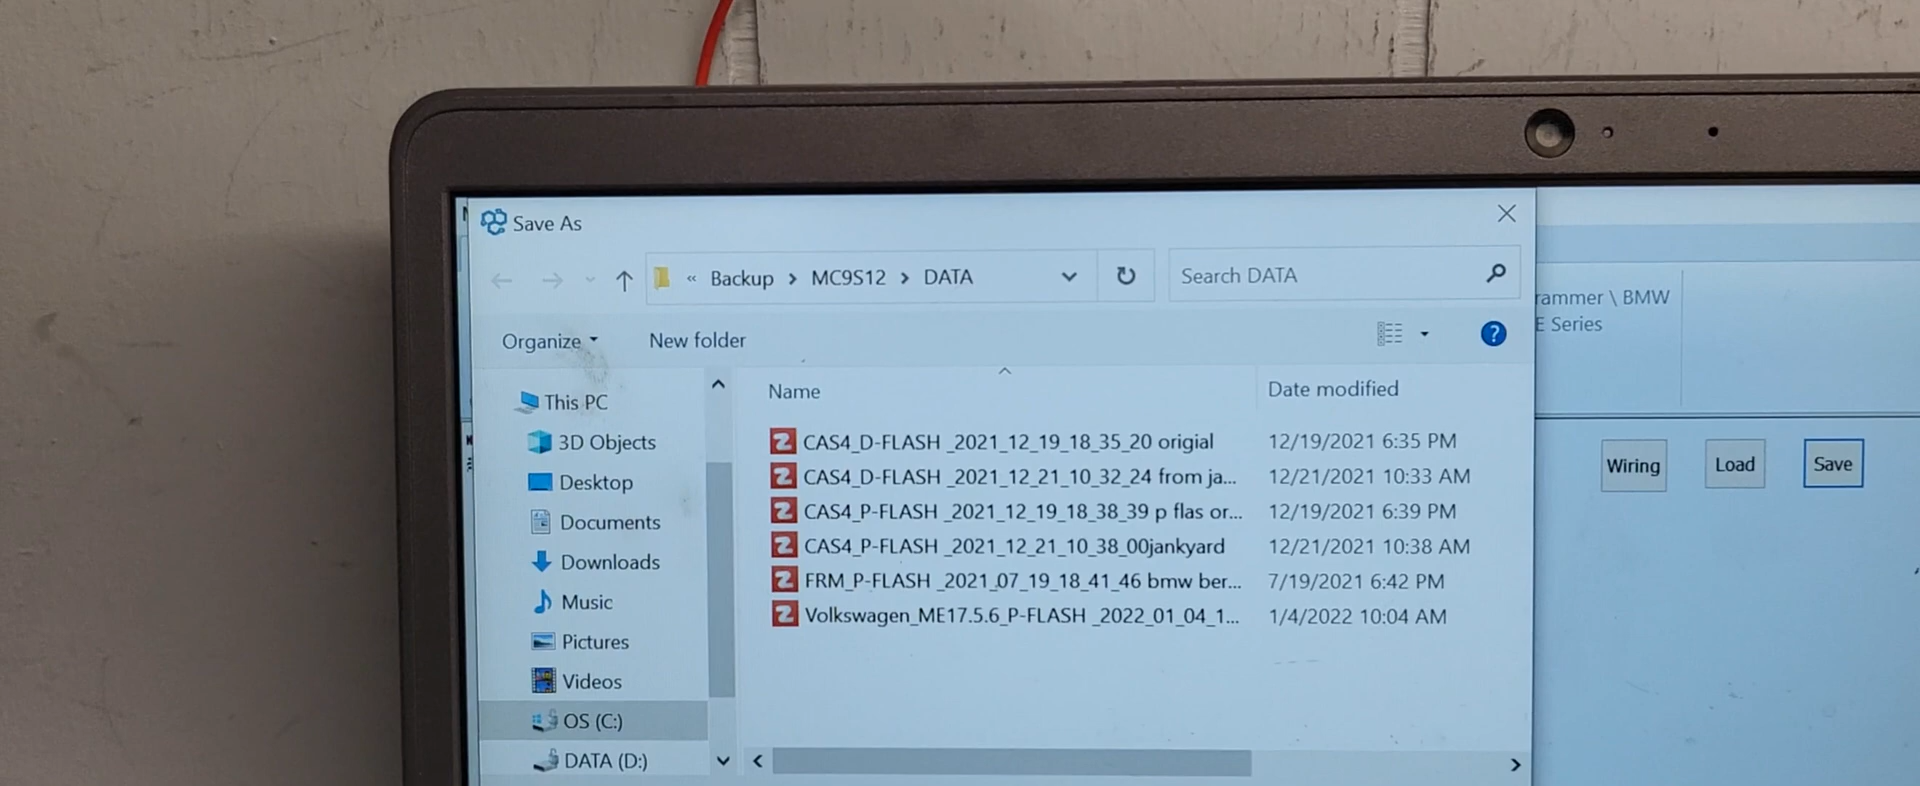 Save As
« Backup > MC9S12 > DATA
Search DATA
Organize
New folder
rammer \ BMW
E Series
This PC
3D Objects
Desktop
Documents
Downloads
Music
Pictures
Videos
OS (C:)
DATA (D:)
Name
Date modified
CAS4_D-FLASH _2021_12_19_18_35_20 origial 12/19/2021 6:35 PM
CAS4_D-FLASH _2021_12_21_10_32_24 from ja... 12/21/2021 10:33 AM
CAS4_P-FLASH _2021_12_19_18_38_39 p flas or... 12/19/2021 6:39 PM
CAS4_P-FLASH _2021_12_21_10_38_00jankyard 12/21/2021 10:38 AM
FRM_P-FLASH _2021_07_19_18_41_46 bmw ber... 7/19/2021 6:42 PM
Volkswagen_ME17.5.6_P-FLASH _2022_01_04_1... 1/4/2022 10:04 AM
Wiring
Load
Save